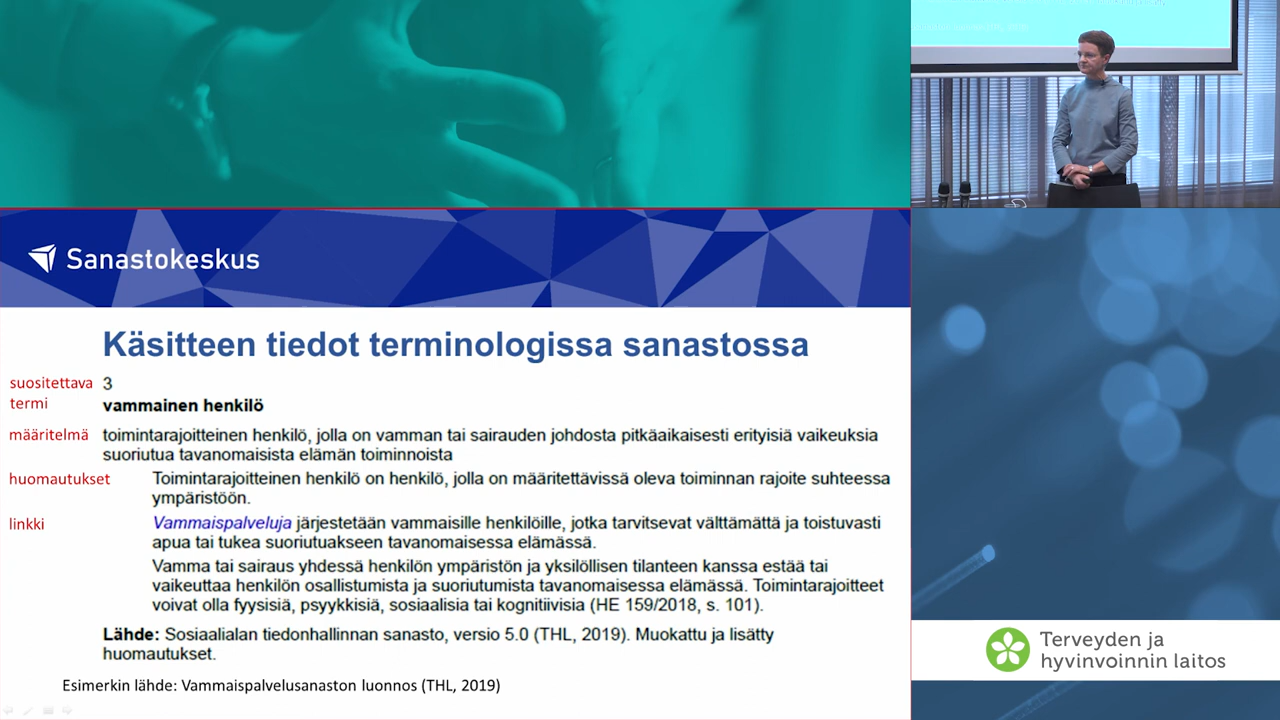 Sanastokeskus
Käsitteen tiedot terminologissa sanastossa
suositettava
termi
3
vammainen henkilö
määritelmä
toimintarajoitteinen henkilö, jolla on vamman tai sairauden johdosta pitkäaikaisesti erityisiä vaikeuksia
suoriutua tavanomaisista elämän toiminnoista
huomautukset
Toimintarajoitteinen henkilö on henkilö, jolla on määritettävissä oleva toiminnan rajoite suhteessa
ympäristöön.
linkki
Vammaispalveluja järjestetään vammaisille henkilöille, jotka tarvitsevat välttämättä ja toistuvasti
apua tai tukea suoriutuakseen tavanomaisessa elämässä.
Vamma tai sairaus yhdessä henkilön ympäristön ja yksilöllisen tilanteen kanssa estää tai
vaikeuttaa henkilön osallistumista ja suoriutumista tavanomaisessa elämässä. Toimintarajoitteet
voivat olla fyysisiä, psyykkisiä, sosiaalisia tai kognitiivisia (HE 159/2018, s. 101).
Lähde: Sosiaalialan tiedonhallinnan sanasto, versio 5.0 (THL, 2019). Muokattu ja lisätty
huomautukset.
Esimerkin lähde: Vammaispalvelusanaston luonnos (THL, 2019)
Terveyden ja
hyvinvoinnin laitos